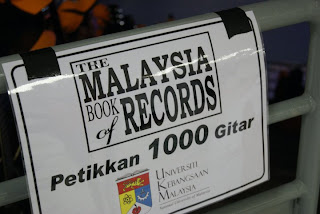 THE
MALAYSIA
BOOK
of RECORDS
Petikkan 1000 Gitar
UNIVERSITI
KEBANGSAAN
MALAYSIA